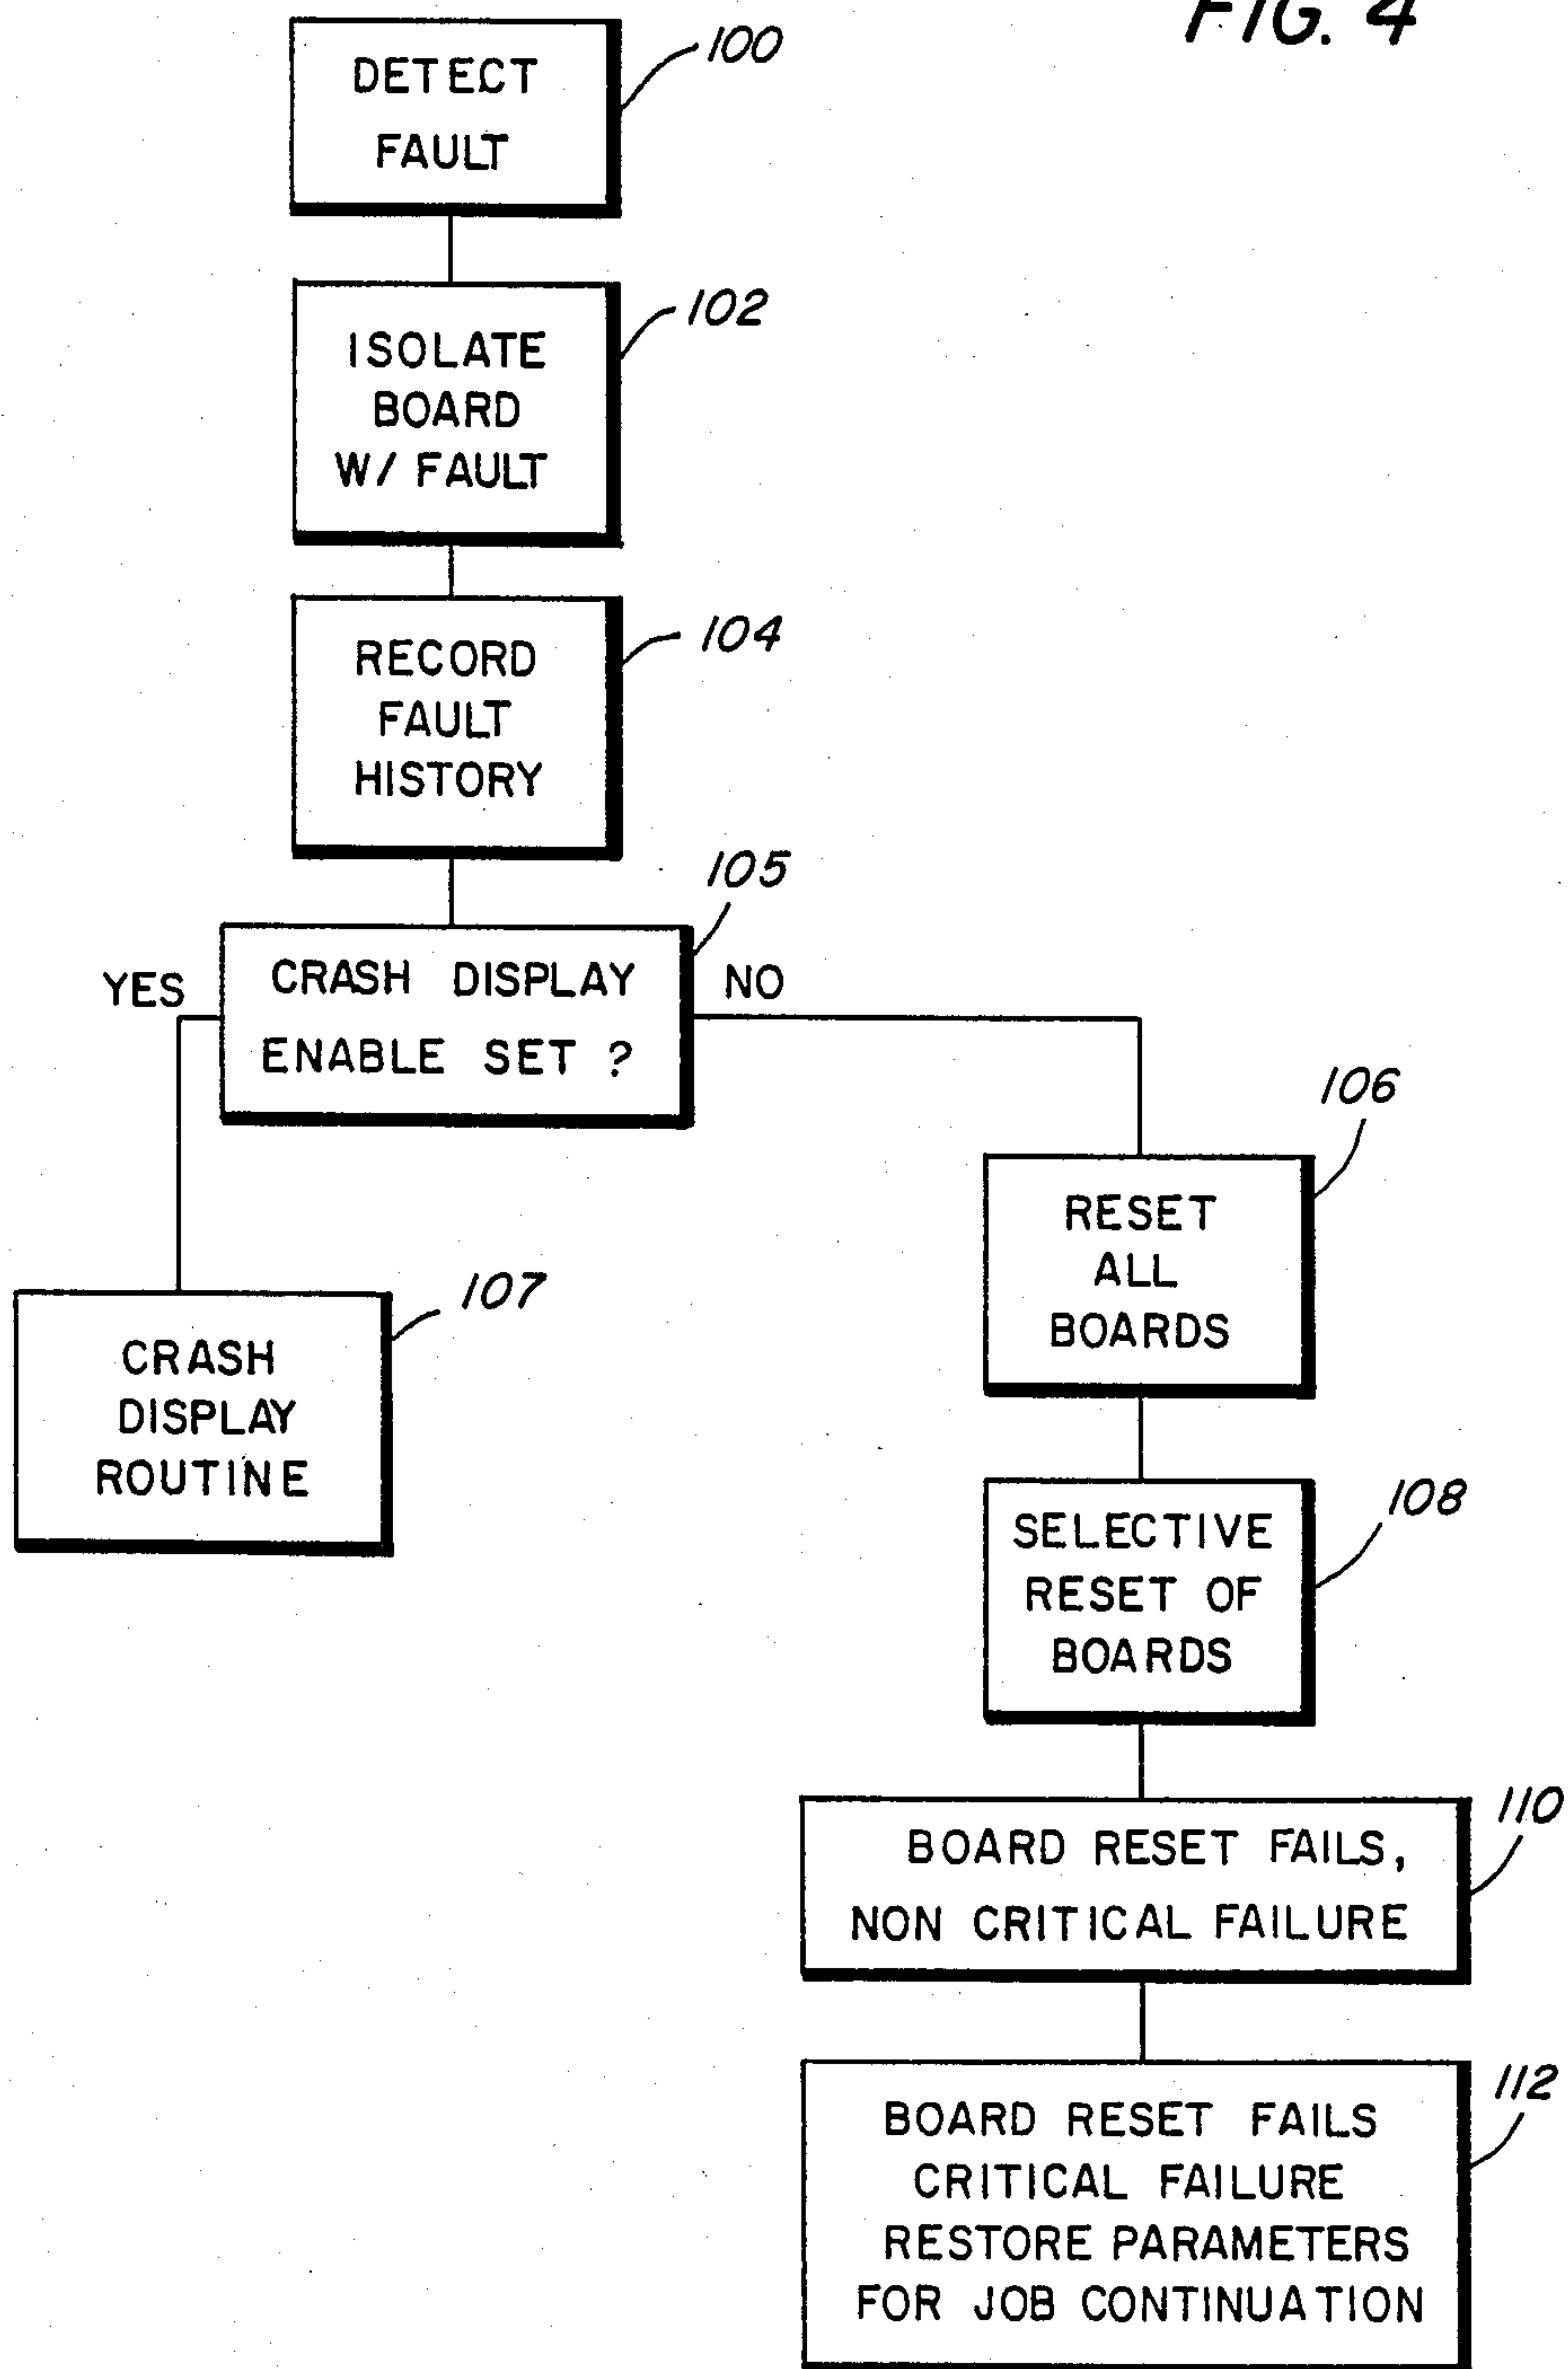 FIG. 4
100
DETECT
FAULT
102
ISOLATE
BOARD
W/ FAULT
104
RECORD
FAULT
HISTORY
105
YES
CRASH DISPLAY
ENABLE SET ?
NO
106
RESET
ALL
BOARDS
107
CRASH
DISPLAY
ROUTINE
108
SELECTIVE
RESET OF
BOARDS
110
BOARD RESET FAILS,
NON CRITICAL FAILURE
112
BOARD RESET FAILS
CRITICAL FAILURE
RESTORE PARAMETERS
FOR JOB CONTINUATION